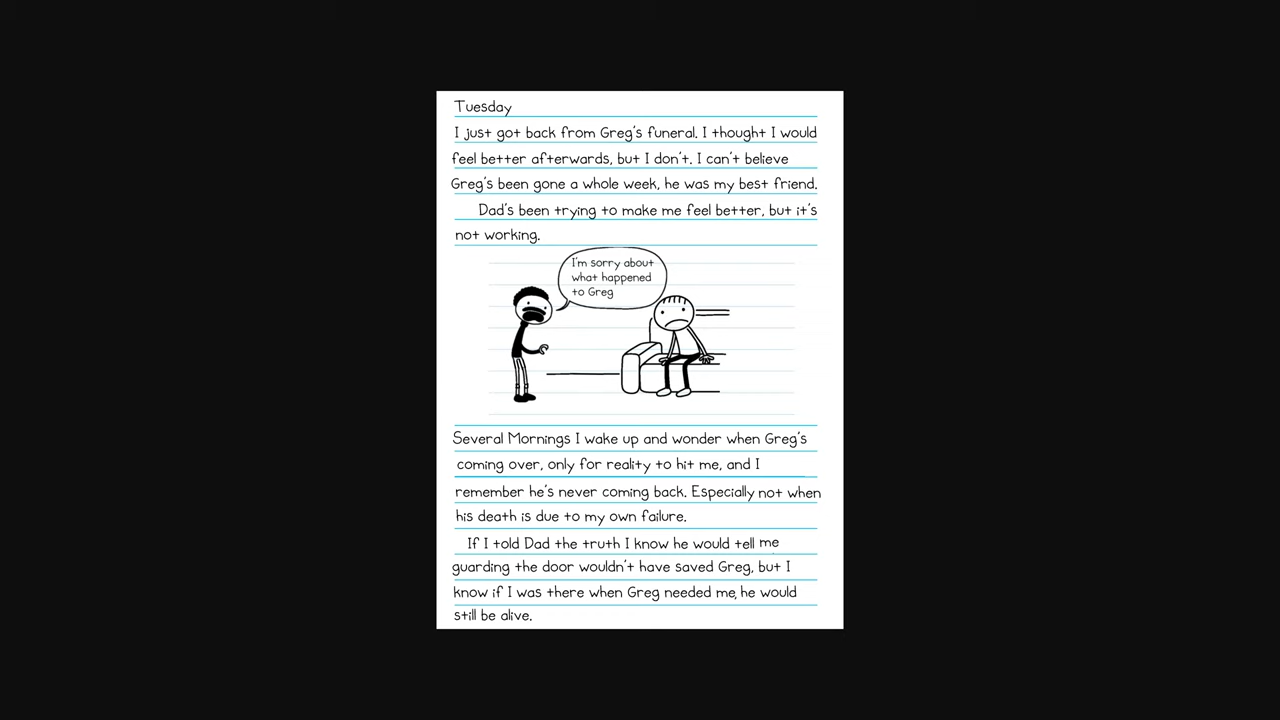 Tuesday
I just got back from Greg's funeral. I thought I would
feel better afterwards, but I don't. I can't believe
Greg's been gone a whole week, he was my best friend.
Dad's been trying to make me feel better, but it's
not working.
I'm sorry about
what happened
to Greg
Several Mornings I wake up and wonder when Greg's
coming over, only for reality to hit me, and I
remember he's never coming back. Especially not when
his death is due to my own failure.
If I told Dad the truth I know he would tell me
guarding the door wouldn't have saved Greg, but I
know if I was there when Greg needed me, he would
still be alive.